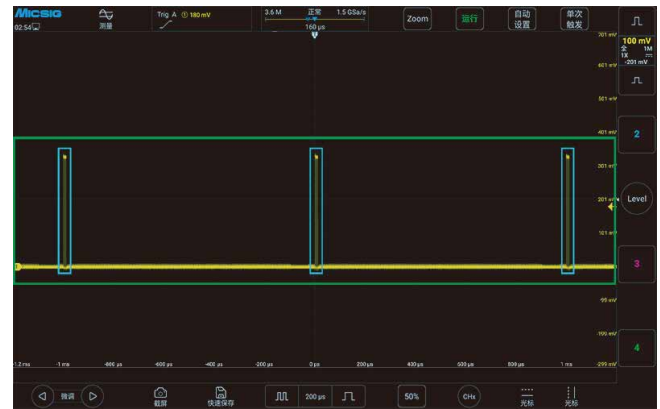 Micsig
02:54
测量
Trig A ① 180 mV
3.6 M 正常 1.5 GSa/s
160 μs
Zoom
运行
自动
设置
单次
触发
701 mV
100 mV
全 1M
1X
-201 mV
601 mV
501 mV
401 mV
2
301 mV
201 mV
Level
101 mV
3
-99 mV
-199 mV
4
-1.2 ms -1 ms -800 μs -600 μs -400 μs -200 μs 0 ps 200 μs 400 μs 600 μs 800 μs 1 ms -299 mV
微调
截屏
快速保存
200 μs
50%
CHx
光标
光标